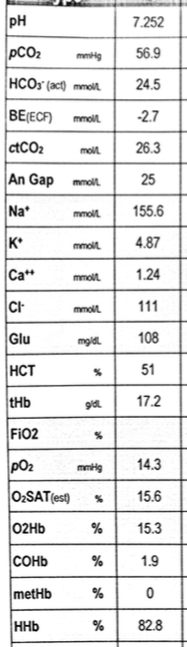 pH 7.252
pCO2 mmHg 56.9
HCO3- (act) mmol/L 24.5
BE(ECF) mmol/L -2.7
ctCO2 mol/L 26.3
An Gap mmol/L 25
Na+ mmol/L 155.6
K+ mmol/L 4.87
Ca++ mmol/L 1.24
Cl- mmol/L 111
Glu mg/dL 108
HCT % 51
tHb g/dL 17.2
FiO2 %
pO2 mmHg 14.3
O2SAT(est) % 15.6
O2Hb % 15.3
COHb % 1.9
metHb % 0
HHb % 82.8